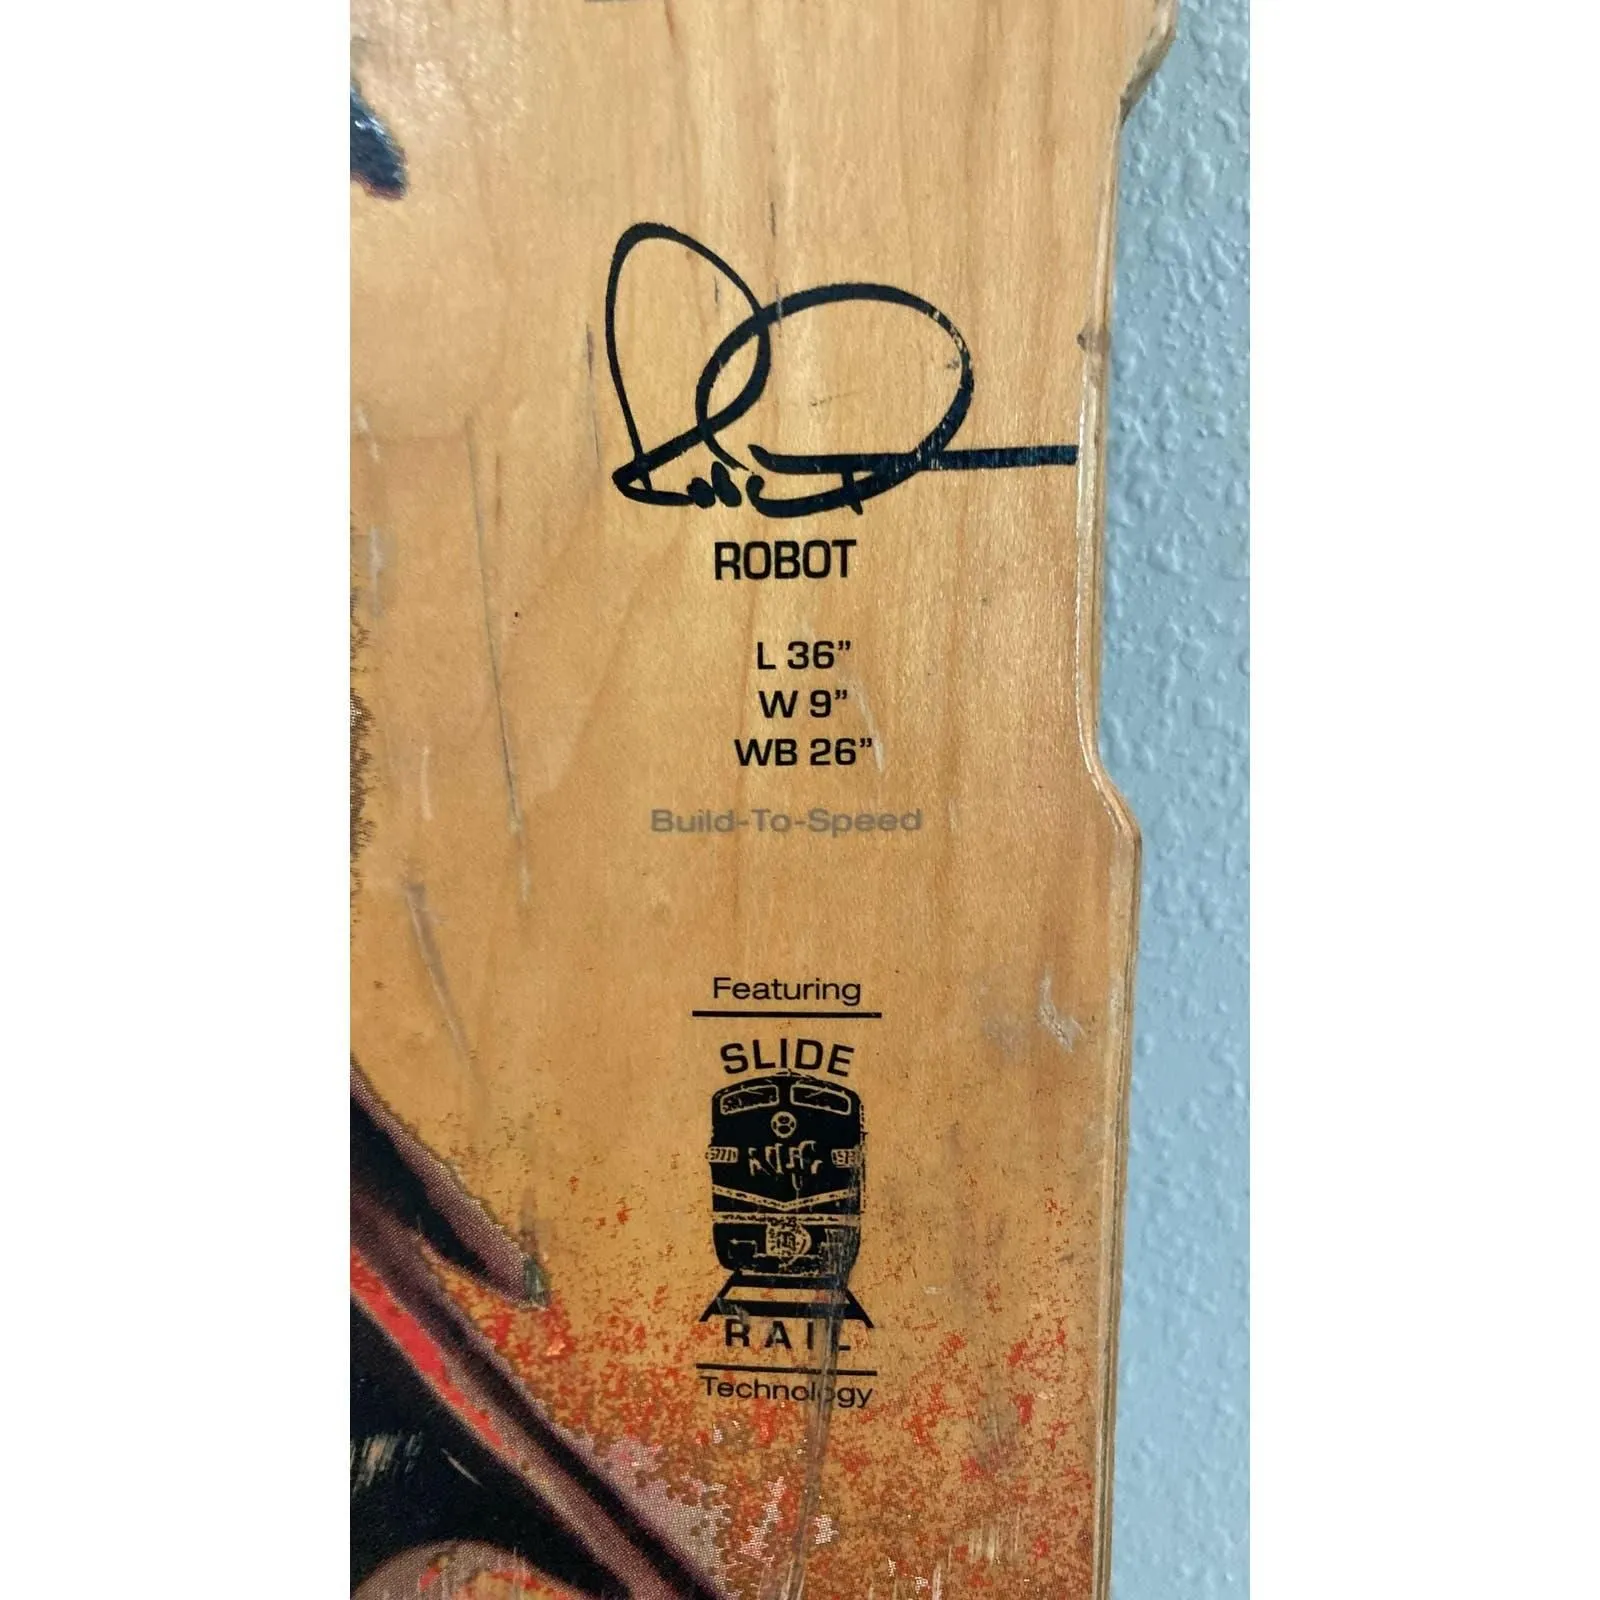 ROBOT
L 36”
W 9”
WB 26”
Build-To-Speed
Featuring
SLIDE
RAIL
Technology